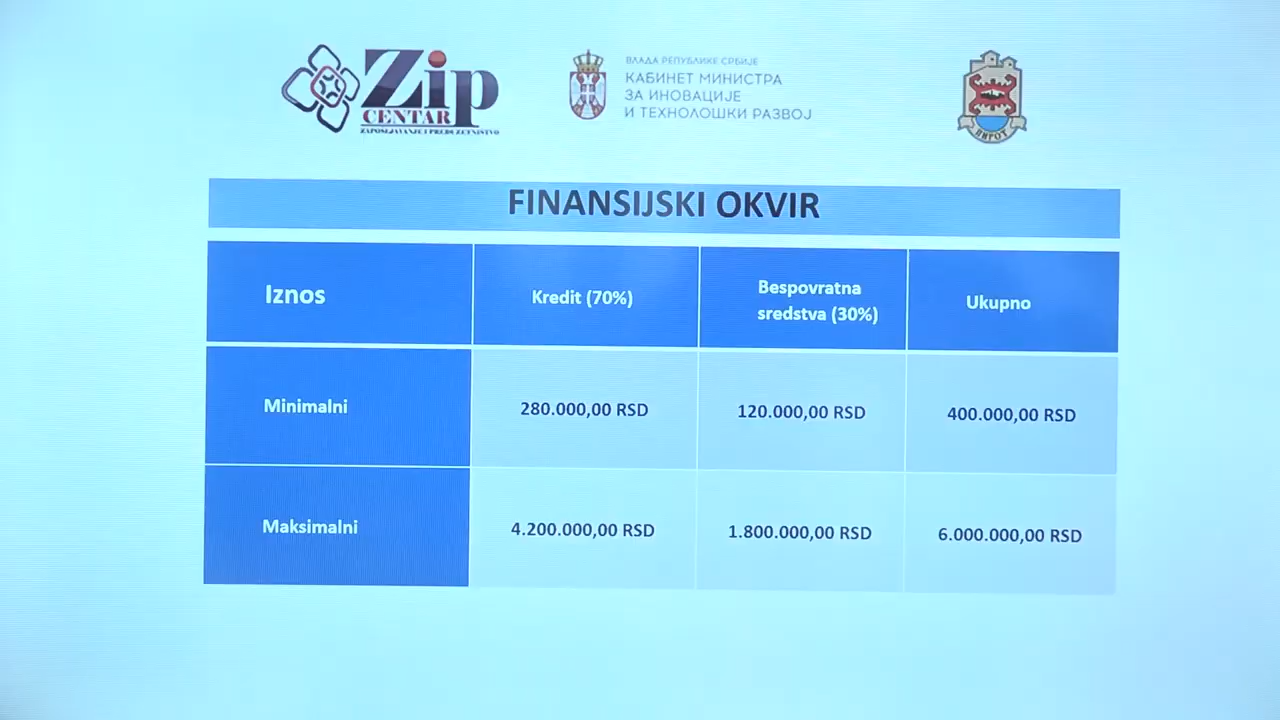 Zip
CENTAR
ZAPOŠLJAVANJE I PREDUZETNIŠTVO
ВЛАДА РЕПУБЛИКЕ СРБИЈЕ
КАБИНЕТ МИНИСТРА
ЗА ИНОВАЦИЈЕ
И ТЕХНОЛОШКИ РАЗВОЈ
ПИРОТ
FINANSIJSKI OKVIR
Iznos
Kredit (70%)
Bespovratna
sredstva (30%)
Ukupno
Minimalni
280.000,00 RSD
120.000,00 RSD
400.000,00 RSD
Maksimalni
4.200.000,00 RSD
1.800.000,00 RSD
6.000.000,00 RSD